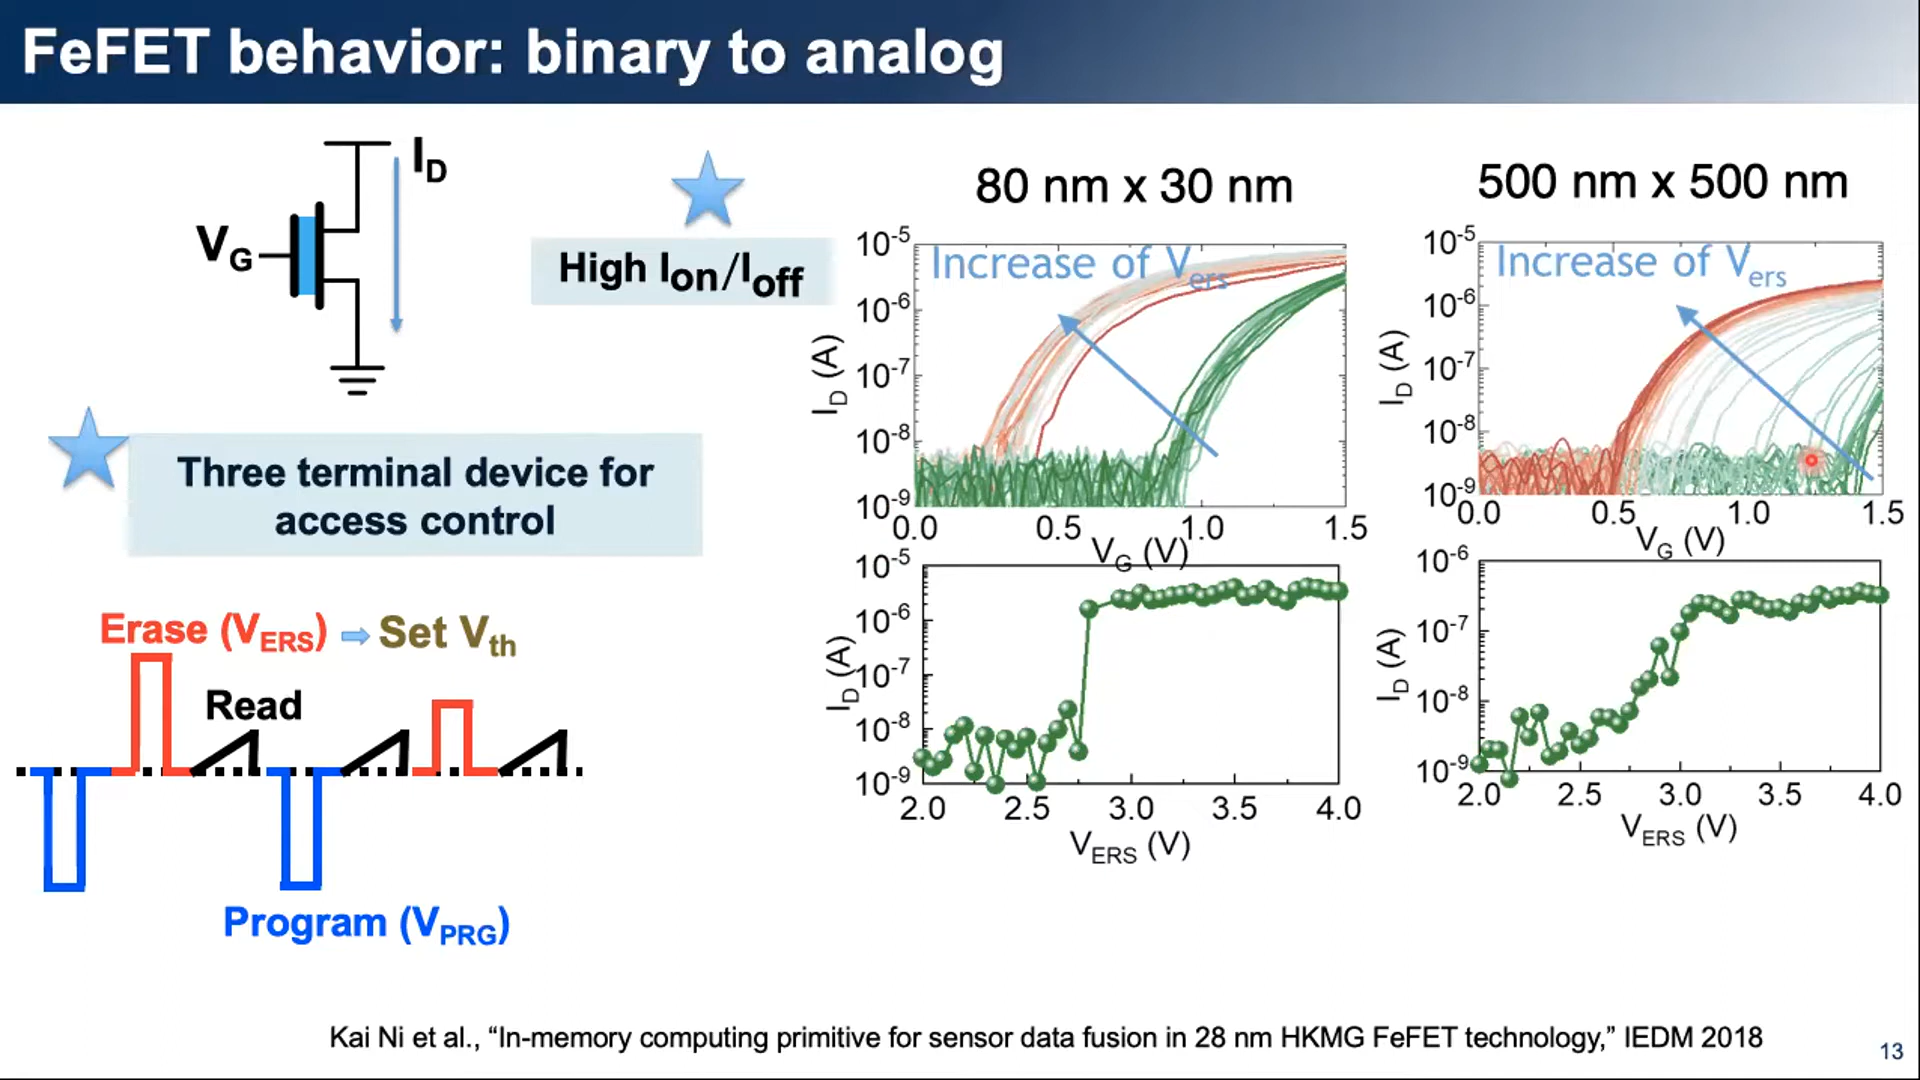 FeFET behavior: binary to analog
I_D
V_G
High I_on/I_off
Three terminal device for
access control
Erase (V_ERS) Set V_th
Read
Program (V_PRG)
80 nm x 30 nm
Increase of V_ers
10^-5
10^-6
10^-7
10^-8
10^-9
I_D (A)
0.0 0.5 1.0 1.5
V_G (V)
10^-5
10^-6
10^-7
10^-8
10^-9
I_D (A)
2.0 2.5 3.0 3.5 4.0
V_ERS (V)
500 nm x 500 nm
Increase of V_ers
10^-5
10^-6
10^-7
10^-8
10^-9
I_D (A)
0.0 0.5 1.0 1.5
V_G (V)
10^-6
10^-7
10^-8
10^-9
I_D (A)
2.0 2.5 3.0 3.5 4.0
V_ERS (V)
Kai Ni et al., “In-memory computing primitive for sensor data fusion in 28 nm HKMG FeFET technology,” IEDM 2018
13